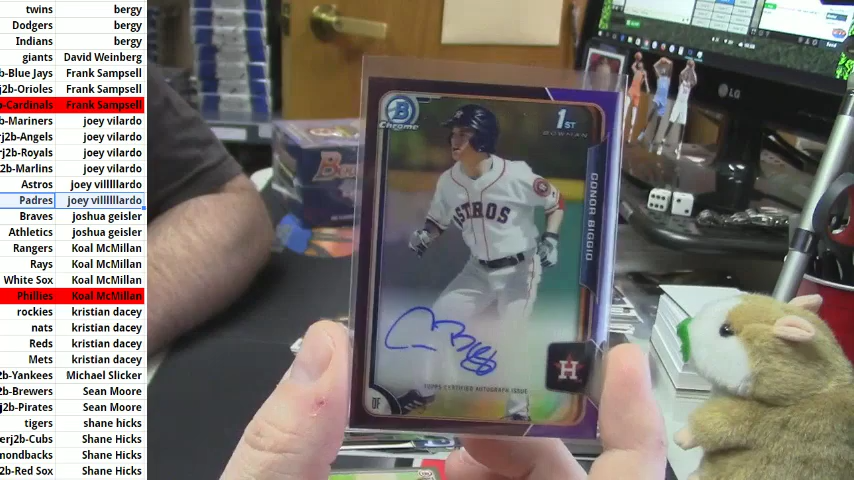 twins bergy
Dodgers bergy
Indians bergy
giants David Weinberg
b-Blue Jays Frank Sampsell
rj2b-Orioles Frank Sampsell
b-Cardinals Frank Sampsell
b-Mariners joey vilardo
rj2b-Angels joey vilardo
rj2b-Royals joey vilardo
2b-Marlins joey vilardo
Astros joey villlllardo
Padres joey villlllardo
Braves joshua geisler
Athletics joshua geisler
Rangers Koal McMillan
Rays Koal McMillan
White Sox Koal McMillan
Phillies Koal McMillan
rockies kristian dacey
nats kristian dacey
Reds kristian dacey
Mets kristian dacey
2b-Yankees Michael Slicker
2b-Brewers Sean Moore
j2b-Pirates Sean Moore
tigers shane hicks
erj2b-Cubs Shane Hicks
mondbacks Shane Hicks
2b-Red Sox Shane Hicks
B
Chrome
1ST
BOWMAN
CONOR BIGGIO
ASTROS
H
TOPPS CERTIFIED AUTOGRAPH ISSUE
OF
LG